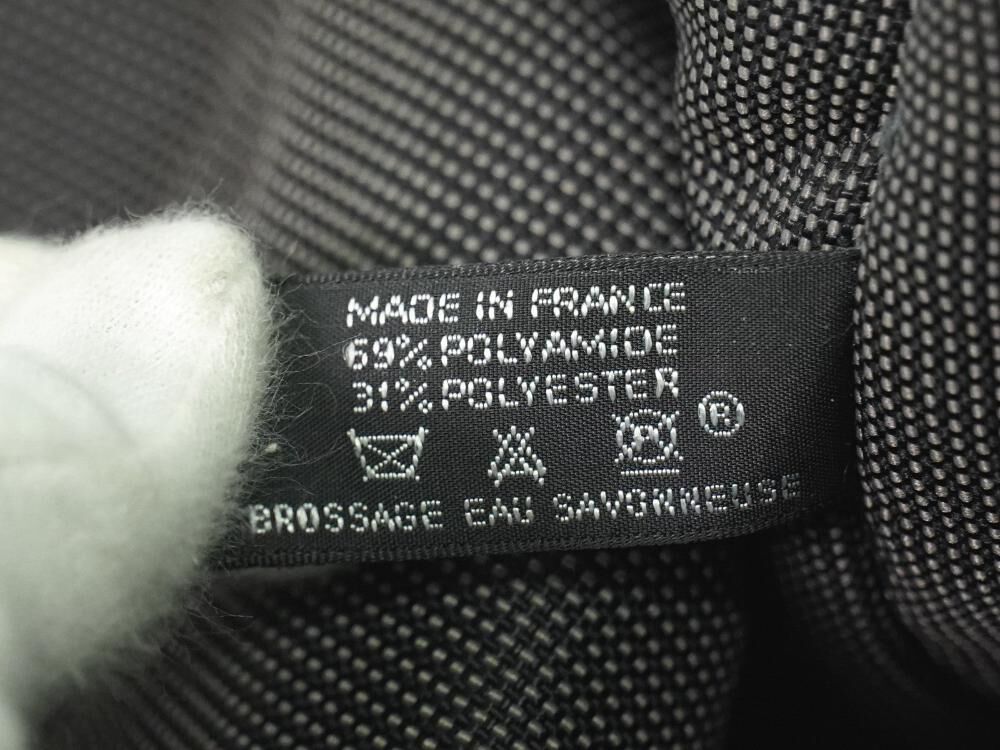 MADE IN FRANCE
69% POLYAMIDE
31% POLYESTER
®
BROSSAGE EAU SAVONNEUSE